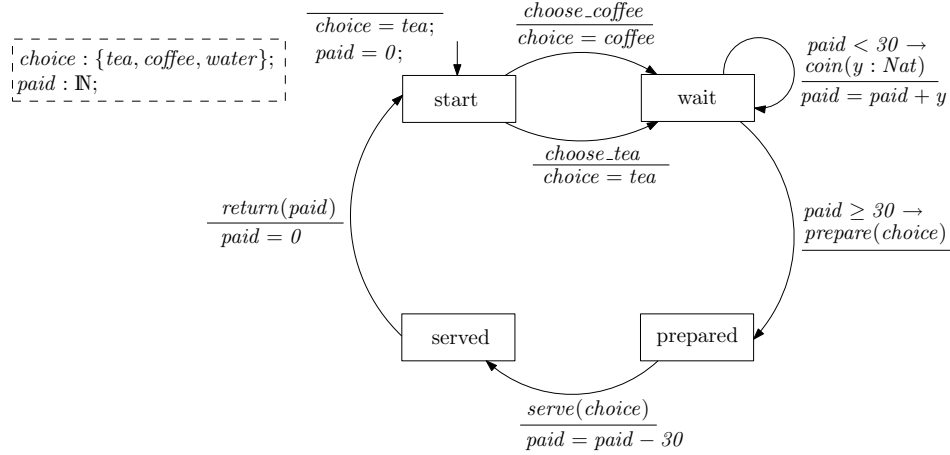 choice : {tea, coffee, water};
paid : ℕ;
choice = tea;
paid = 0;
choose_coffee
choice = coffee
start
wait
paid < 30 →
coin(y : Nat)
paid = paid + y
choose_tea
choice = tea
return(paid)
paid = 0
paid ≥ 30 →
prepare(choice)
served
prepared
serve(choice)
paid = paid − 30